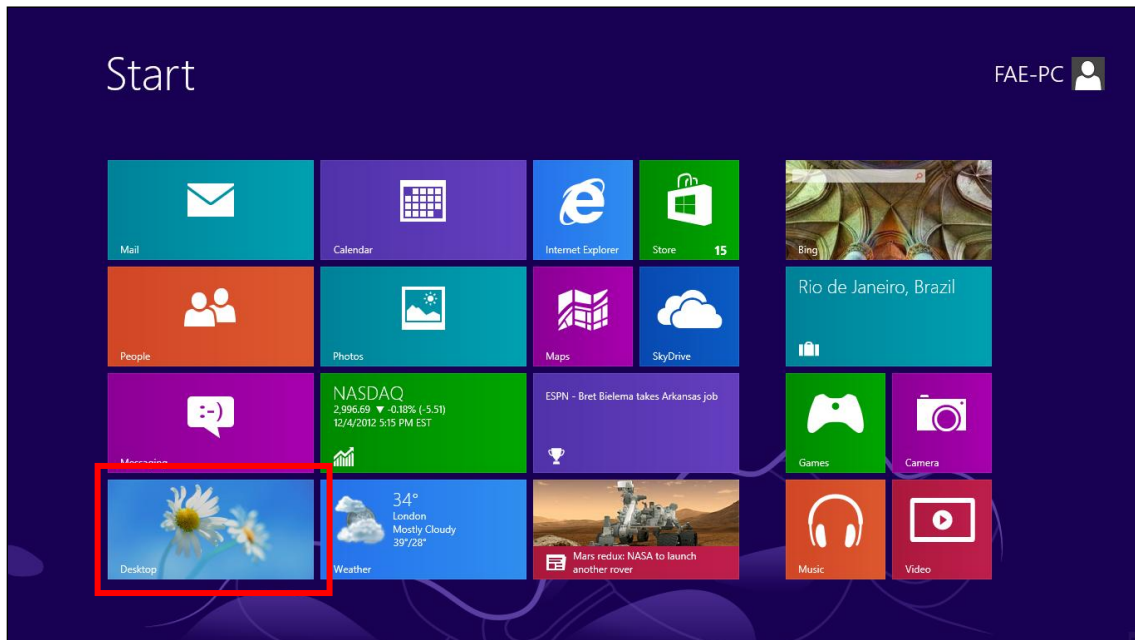 Start
FAE-PC
Mail
Calendar
Internet Explorer
Store 15
Bing
People
Photos
Maps
SkyDrive
Rio de Janeiro, Brazil
Messaging
:-)
NASDAQ
2,996.69 ▼ -0.18% (-5.51)
12/4/2012 5:15 PM EST
ESPN - Bret Bielema takes Arkansas job
Games
Camera
Desktop
34°
London
Mostly Cloudy
39°/28°
Weather
Mars redux: NASA to launch
another rover
Music
Video